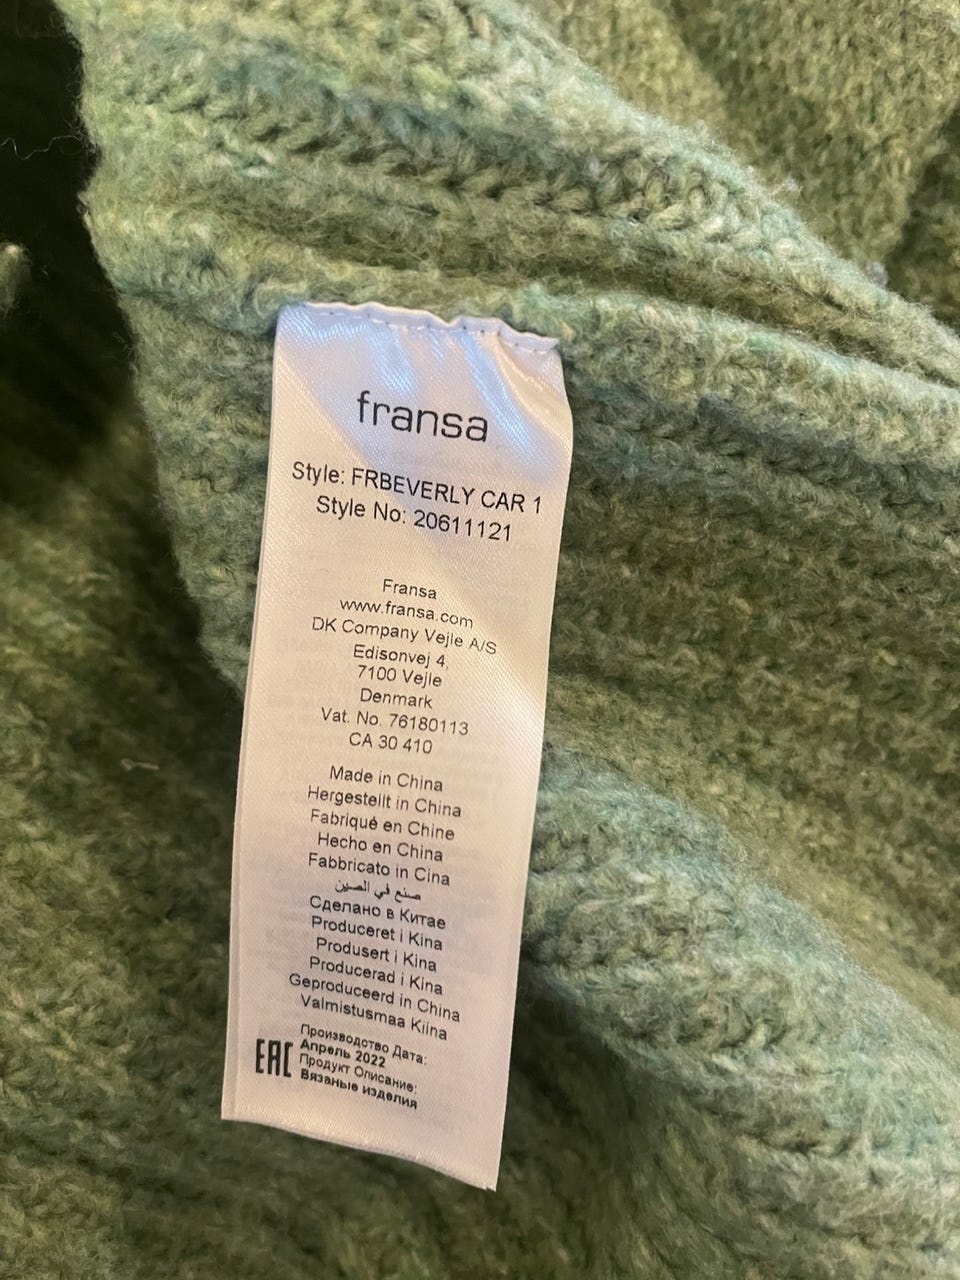 fransa
Style: FRBEVERLY CAR 1
Style No: 20611121
Fransa
www.fransa.com
DK Company Vejle A/S
Edisonvej 4,
7100 Vejle
Denmark
Vat. No. 76180113
CA 30 410
Made in China
Hergestellt in China
Fabriqué en Chine
Hecho en China
Fabbricato in Cina
صنع في الصين
Сделано в Китае
Produceret i Kina
Produsert i Kina
Producerad i Kina
Geproduceerd in China
Valmistusmaa Kiina
EAC
Производство Дата:
Апрель 2022
Продукт Описание:
Вязаные изделия